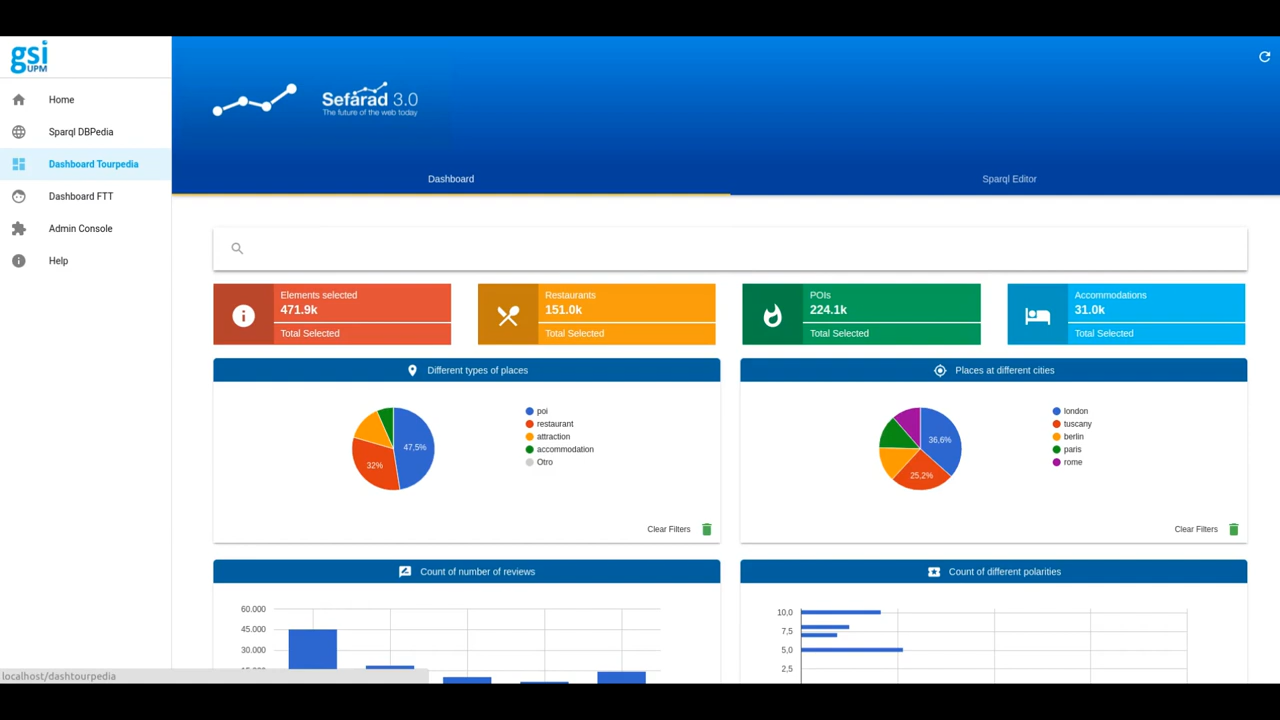 gsi
UPM
Home
Sparql DBPedia
Dashboard Tourpedia
Dashboard FTT
Admin Console
Help
Sefarad 3.0
The future of the web today
Dashboard
Sparql Editor
Elements selected
471.9k
Total Selected
Restaurants
151.0k
Total Selected
POIs
224.1k
Total Selected
Accommodations
31.0k
Total Selected
Different types of places
47,5%
32%
poi
restaurant
attraction
accommodation
Otro
Clear Filters
Places at different cities
36,6%
25,2%
london
tuscany
berlin
paris
rome
Clear Filters
Count of number of reviews
60.000
45.000
30.000
Count of different polarities
10,0
7,5
5,0
2,5
localhost/dashtourpedia